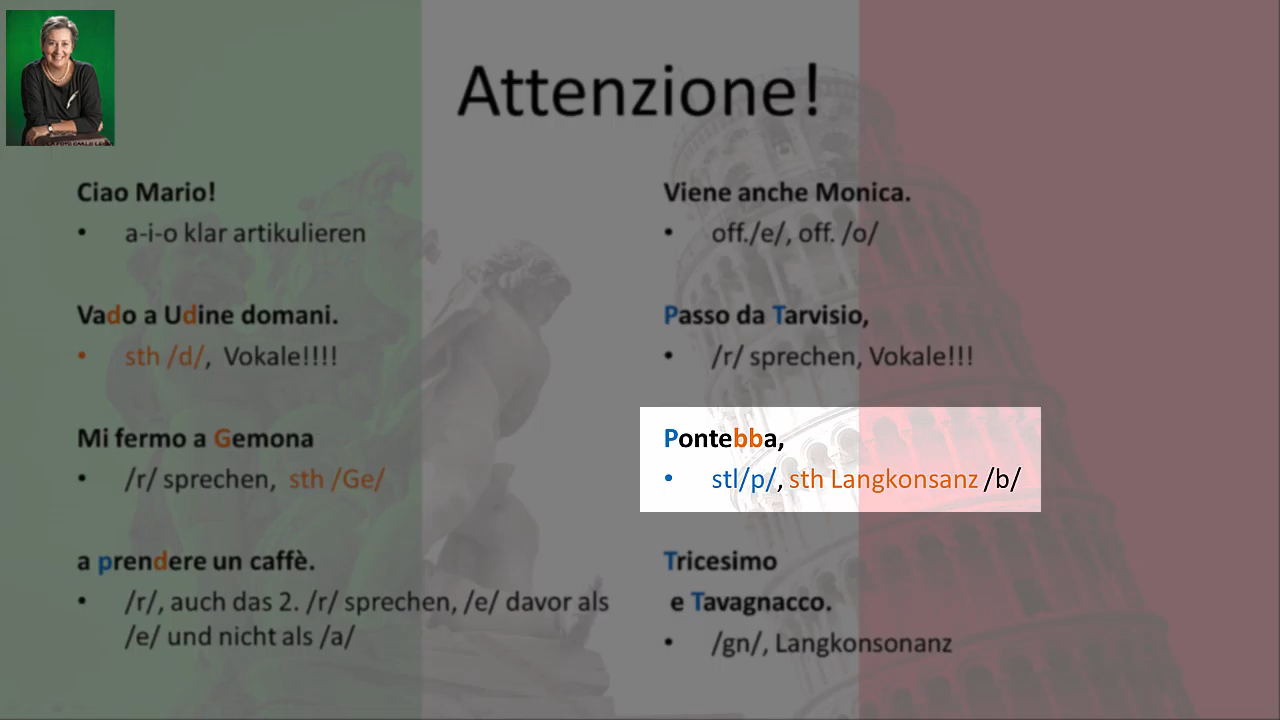 Attenzione!
Ciao Mario!
• a-i-o klar artikulieren
Vado a Udine domani.
• sth /d/, Vokale!!!!
Mi fermo a Gemona
• /r/ sprechen, sth /Ge/
a prendere un caffè.
• /r/, auch das 2. /r/ sprechen, /e/ davor als
/e/ und nicht als /a/
Viene anche Monica.
• off./e/, off. /o/
Passo da Tarvisio,
• /r/ sprechen, Vokale!!!
Pontebba,
• stl/p/, sth Langkonsanz /b/
Tricesimo
e Tavagnacco.
• /gn/, Langkonsonanz